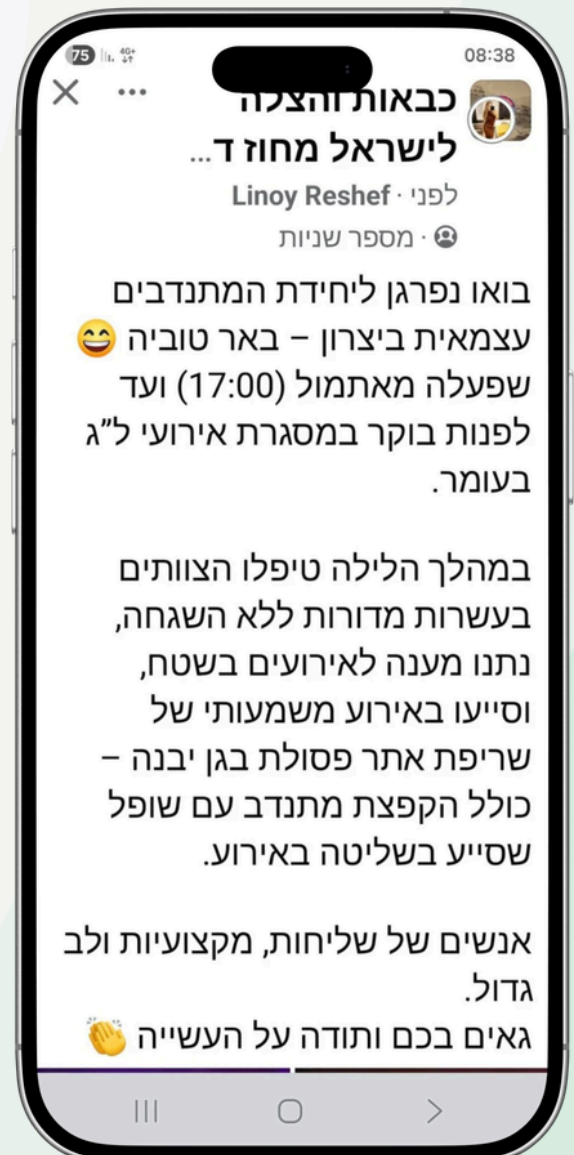 75 4G+ 08:38
כבאות והצלה
לישראל מחוז ד...
Linoy Reshef · לפני
מספר שניות ·
בואו נפרגן ליחידת המתנדבים
עצמאית ביצרון – באר טוביה 😄
שפעלה מאתמול (17:00) ועד
לפנות בוקר במסגרת אירועי ל״ג
בעומר.
במהלך הלילה טיפלו הצוותים
בעשרות מדורות ללא השגחה,
נתנו מענה לאירועים בשטח,
וסייעו באירוע משמעותי של
שריפת אתר פסולת בגן יבנה –
כולל הקפצת מתנדב עם שופל
שסייע בשליטה באירוע.
אנשים של שליחות, מקצועיות ולב
גדול.
גאים בכם ותודה על העשייה 👏